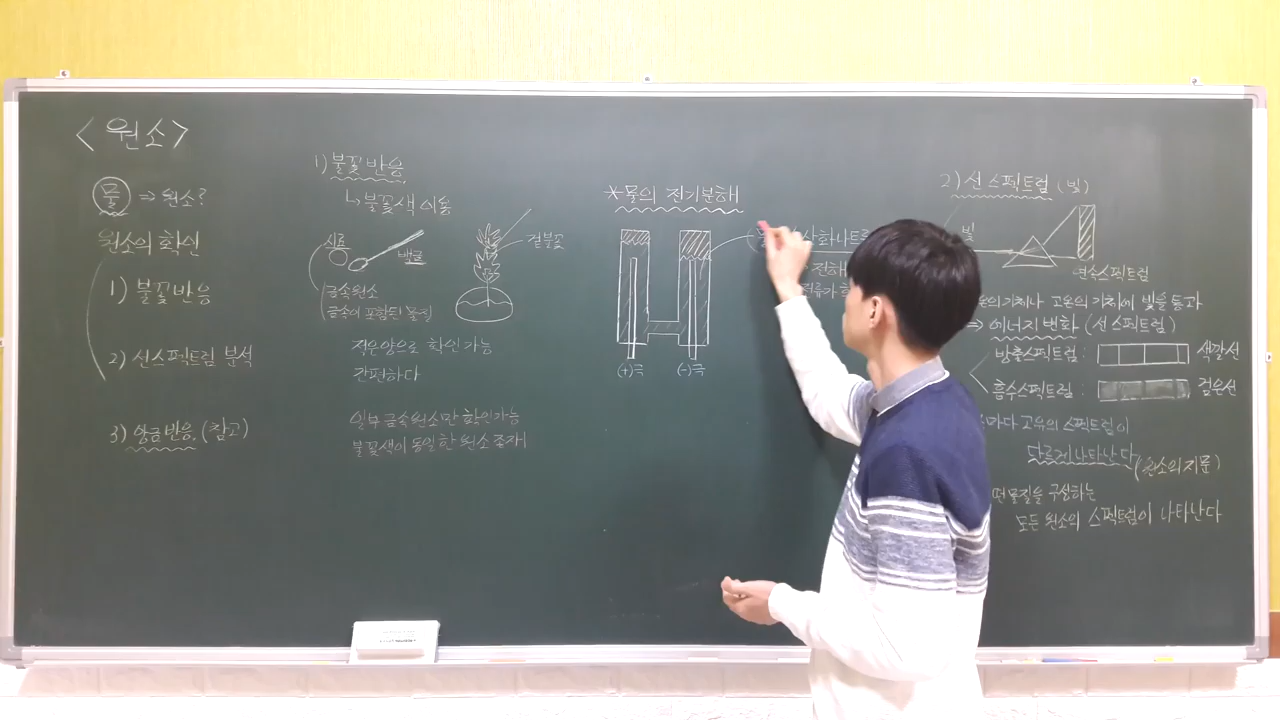 <원소>
물 ⇒ 원소?
원소의 확인
1) 불꽃반응
2) 선스펙트럼 분석
3) 앙금반응.(참고)
1) 불꽃반응
↳ 불꽃색 이용
시료
백금
겉불꽃
금속원소
금속이 포함된 물질
적은양으로 확인가능
간편하다
일부 금속원소만 확인가능
불꽃색이 동일한 원소 존재
*물의 전기분해
(+)극
(-)극
산화나트
전해
전류가
2) 선 스펙트럼 (빛)
빛
연속스펙트럼
기체나 고온의 기체에 빛을 통과
⇒ 에너지 변화 (선스펙트럼)
방출스펙트럼 : 색깔선
흡수스펙트럼 : 검은선
마다 고유의 스펙트럼이
다르게 나타난다 (원소의 지문)
떤 물질을 구성하는
모든 원소의 스펙트럼이 나타난다